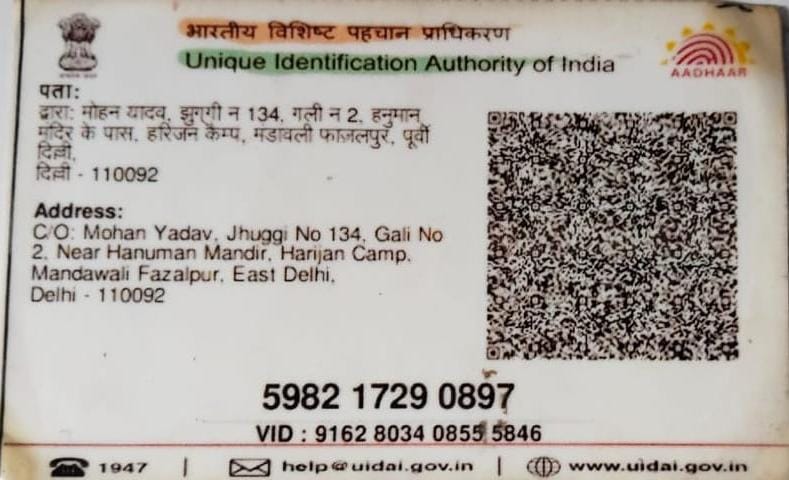 भारतीय विशिष्ट पहचान प्राधिकरण
Unique Identification Authority of India
AADHAAR
पता:
द्वारा: मोहन यादव, झुग्गी न 134, गली न 2, हनुमान
मंदिर के पास, हरिजन कैम्प, मंडावली फाज़लपुर, पूर्वी
दिल्ली,
दिल्ली - 110092
Address:
C/O: Mohan Yadav, Jhuggi No 134, Gali No
2, Near Hanuman Mandir, Harijan Camp,
Mandawali Fazalpur, East Delhi,
Delhi - 110092
5982 1729 0897
VID : 9162 8034 0855 5846
1947 | help@uidai.gov.in | www.uidai.gov.in